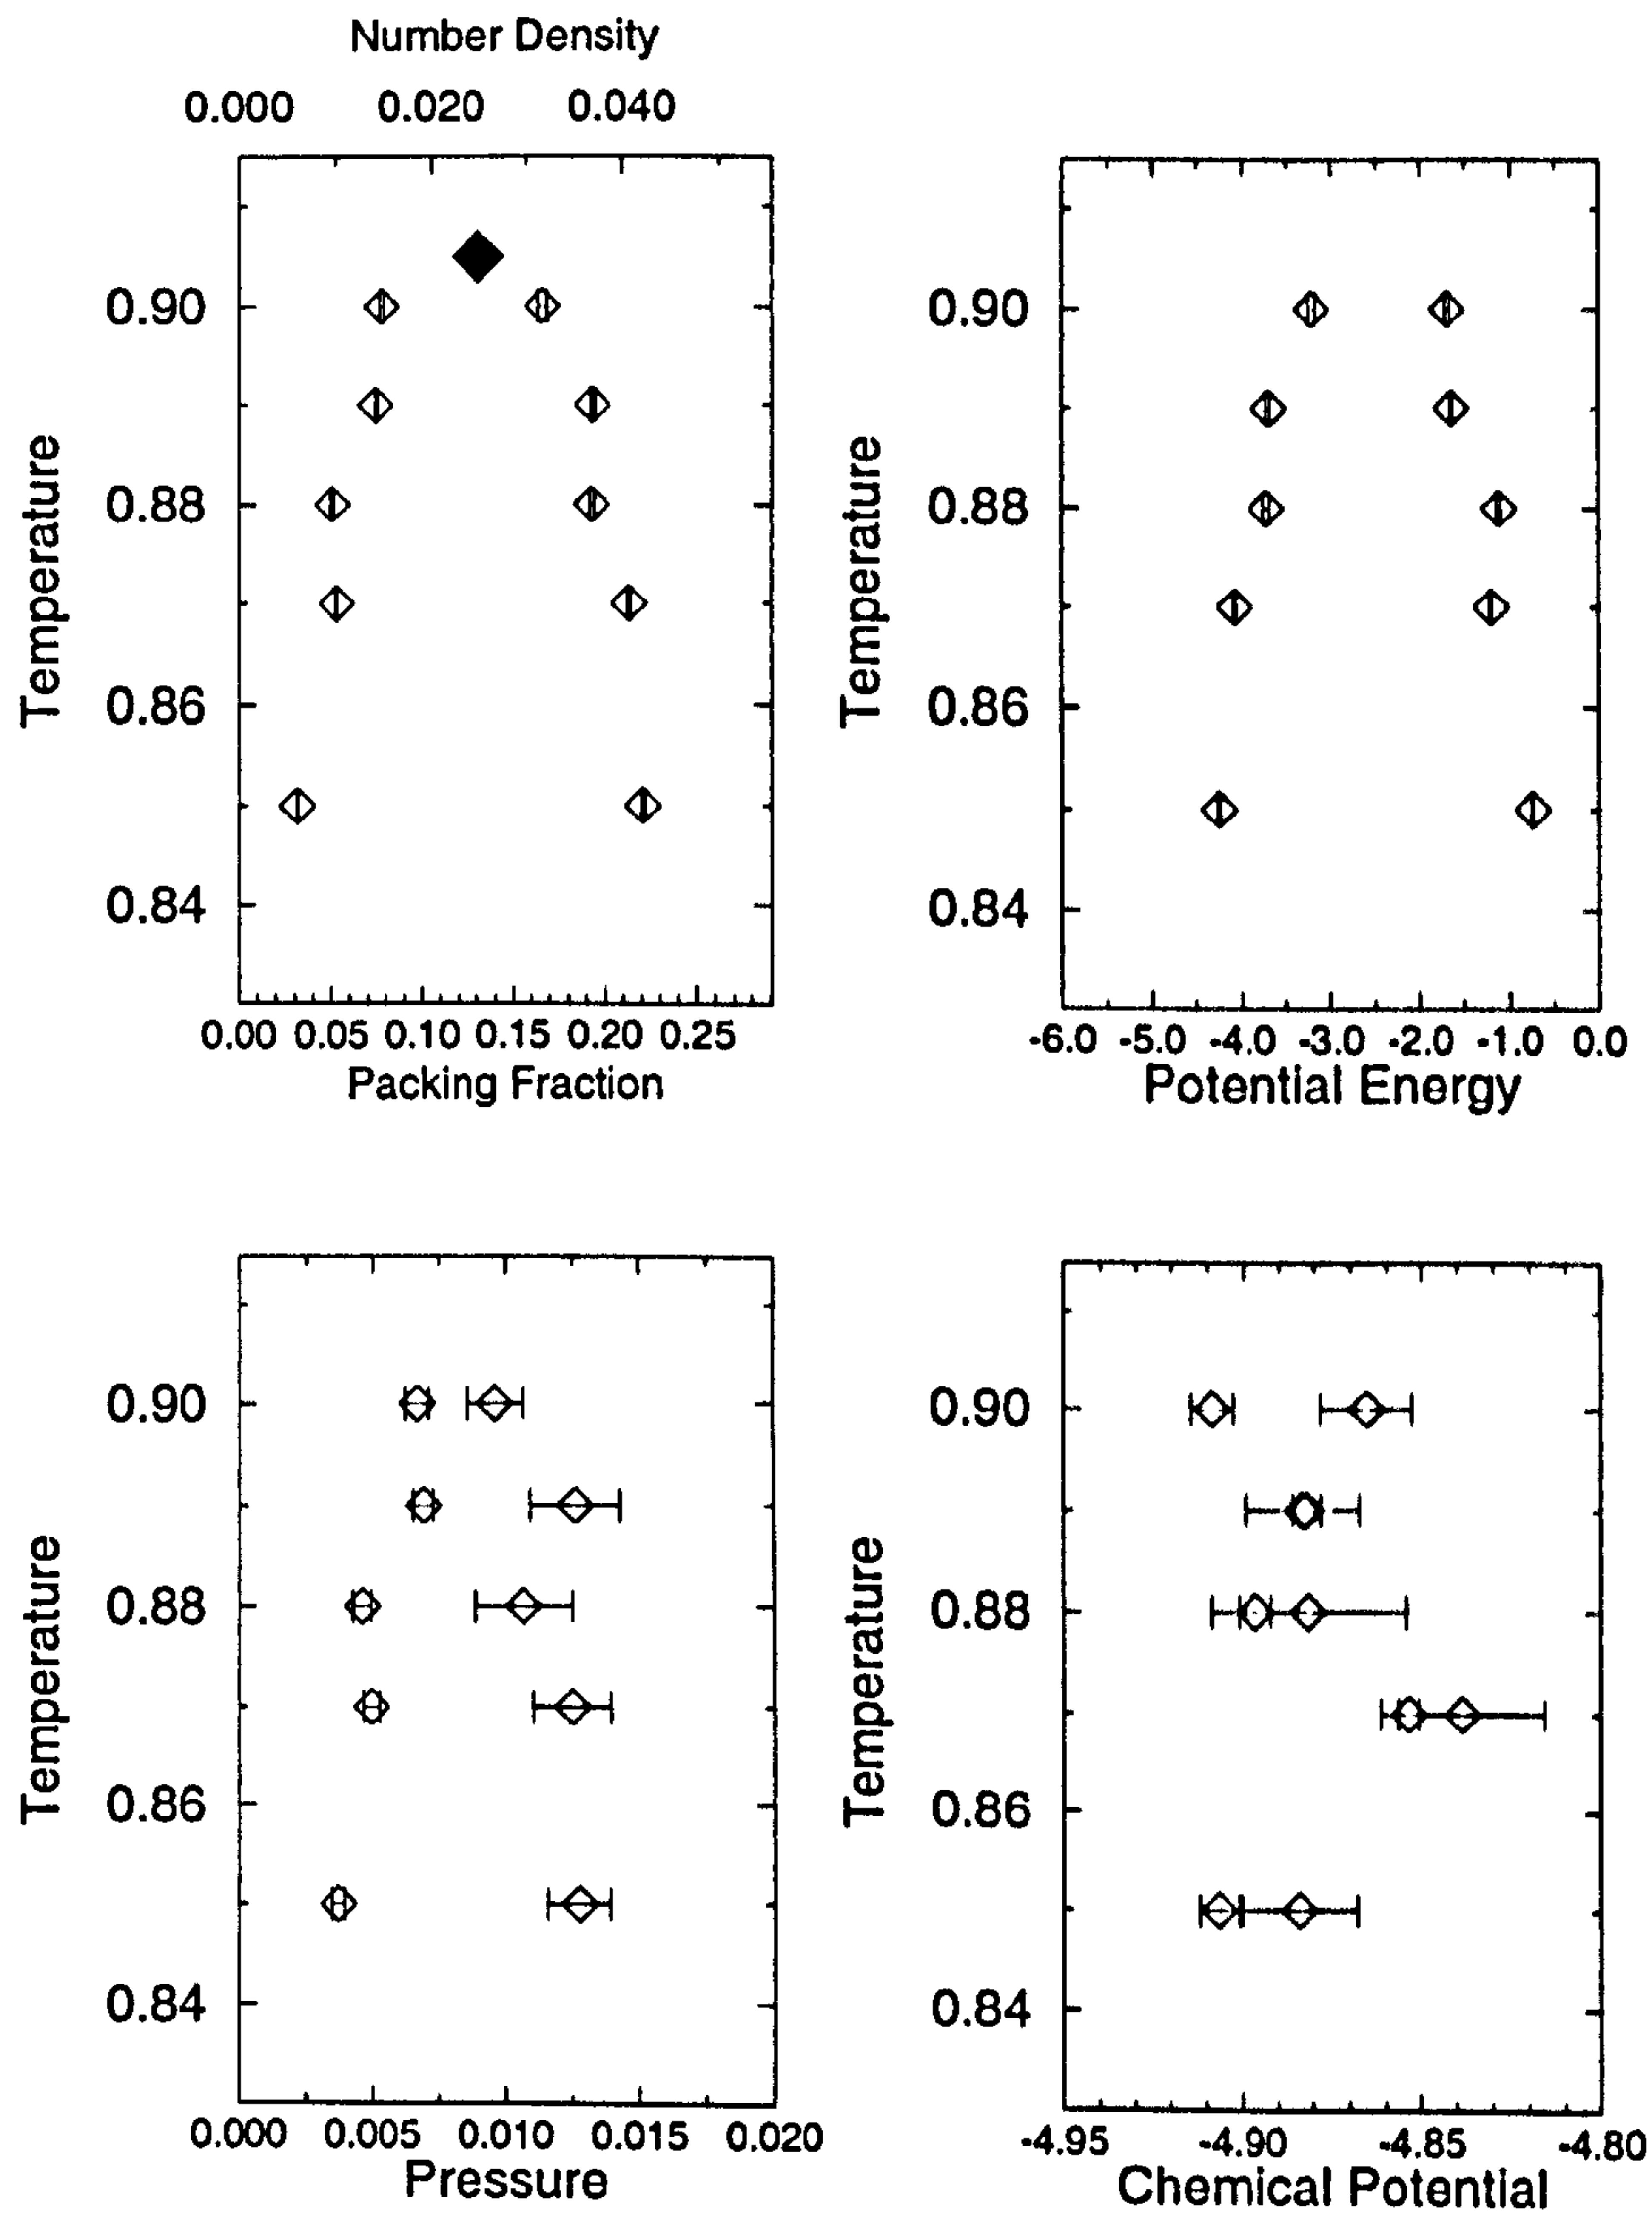 Number Density
0.000 0.020 0.040
Temperature
0.90
0.88
0.86
0.84
0.00 0.05 0.10 0.15 0.20 0.25
Packing Fraction
Temperature
0.90
0.88
0.86
0.84
-6.0 -5.0 -4.0 -3.0 -2.0 -1.0 0.0
Potential Energy
Temperature
0.90
0.88
0.86
0.84
0.000 0.005 0.010 0.015 0.020
Pressure
Temperature
0.90
0.88
0.86
0.84
-4.95 -4.90 -4.85 -4.80
Chemical Potential